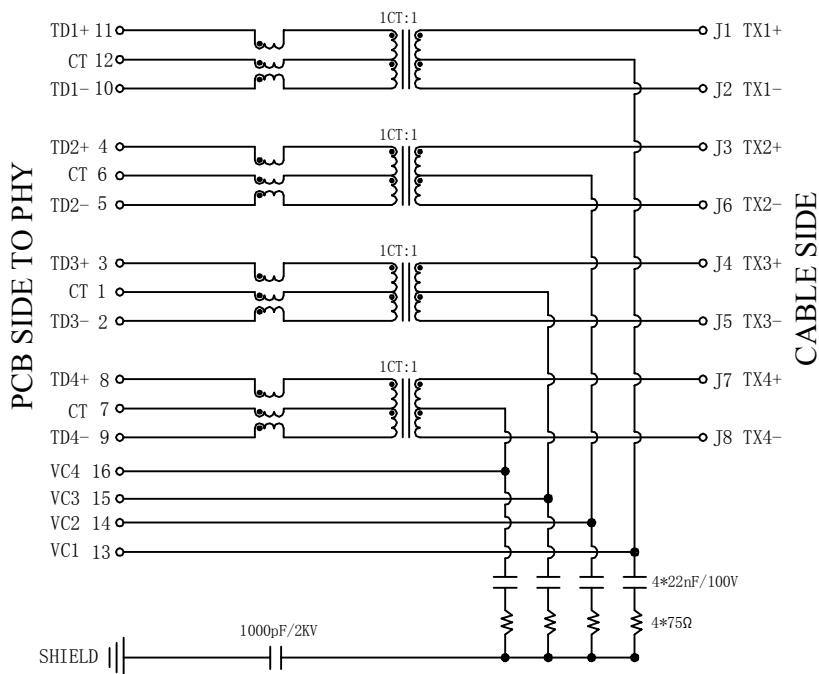 1CT:1
TD1+ 11
J1 TX1+
CT 12
TD1- 10
J2 TX1-
1CT:1
TD2+ 4
J3 TX2+
CT 6
TD2- 5
J6 TX2-
PCB SIDE TO PHY
CABLE SIDE
1CT:1
TD3+ 3
J4 TX3+
CT 1
TD3- 2
J5 TX3-
1CT:1
TD4+ 8
J7 TX4+
CT 7
TD4- 9
J8 TX4-
VC4 16
VC3 15
VC2 14
VC1 13
4*22nF/100V
4*75Ω
1000pF/2KV
SHIELD